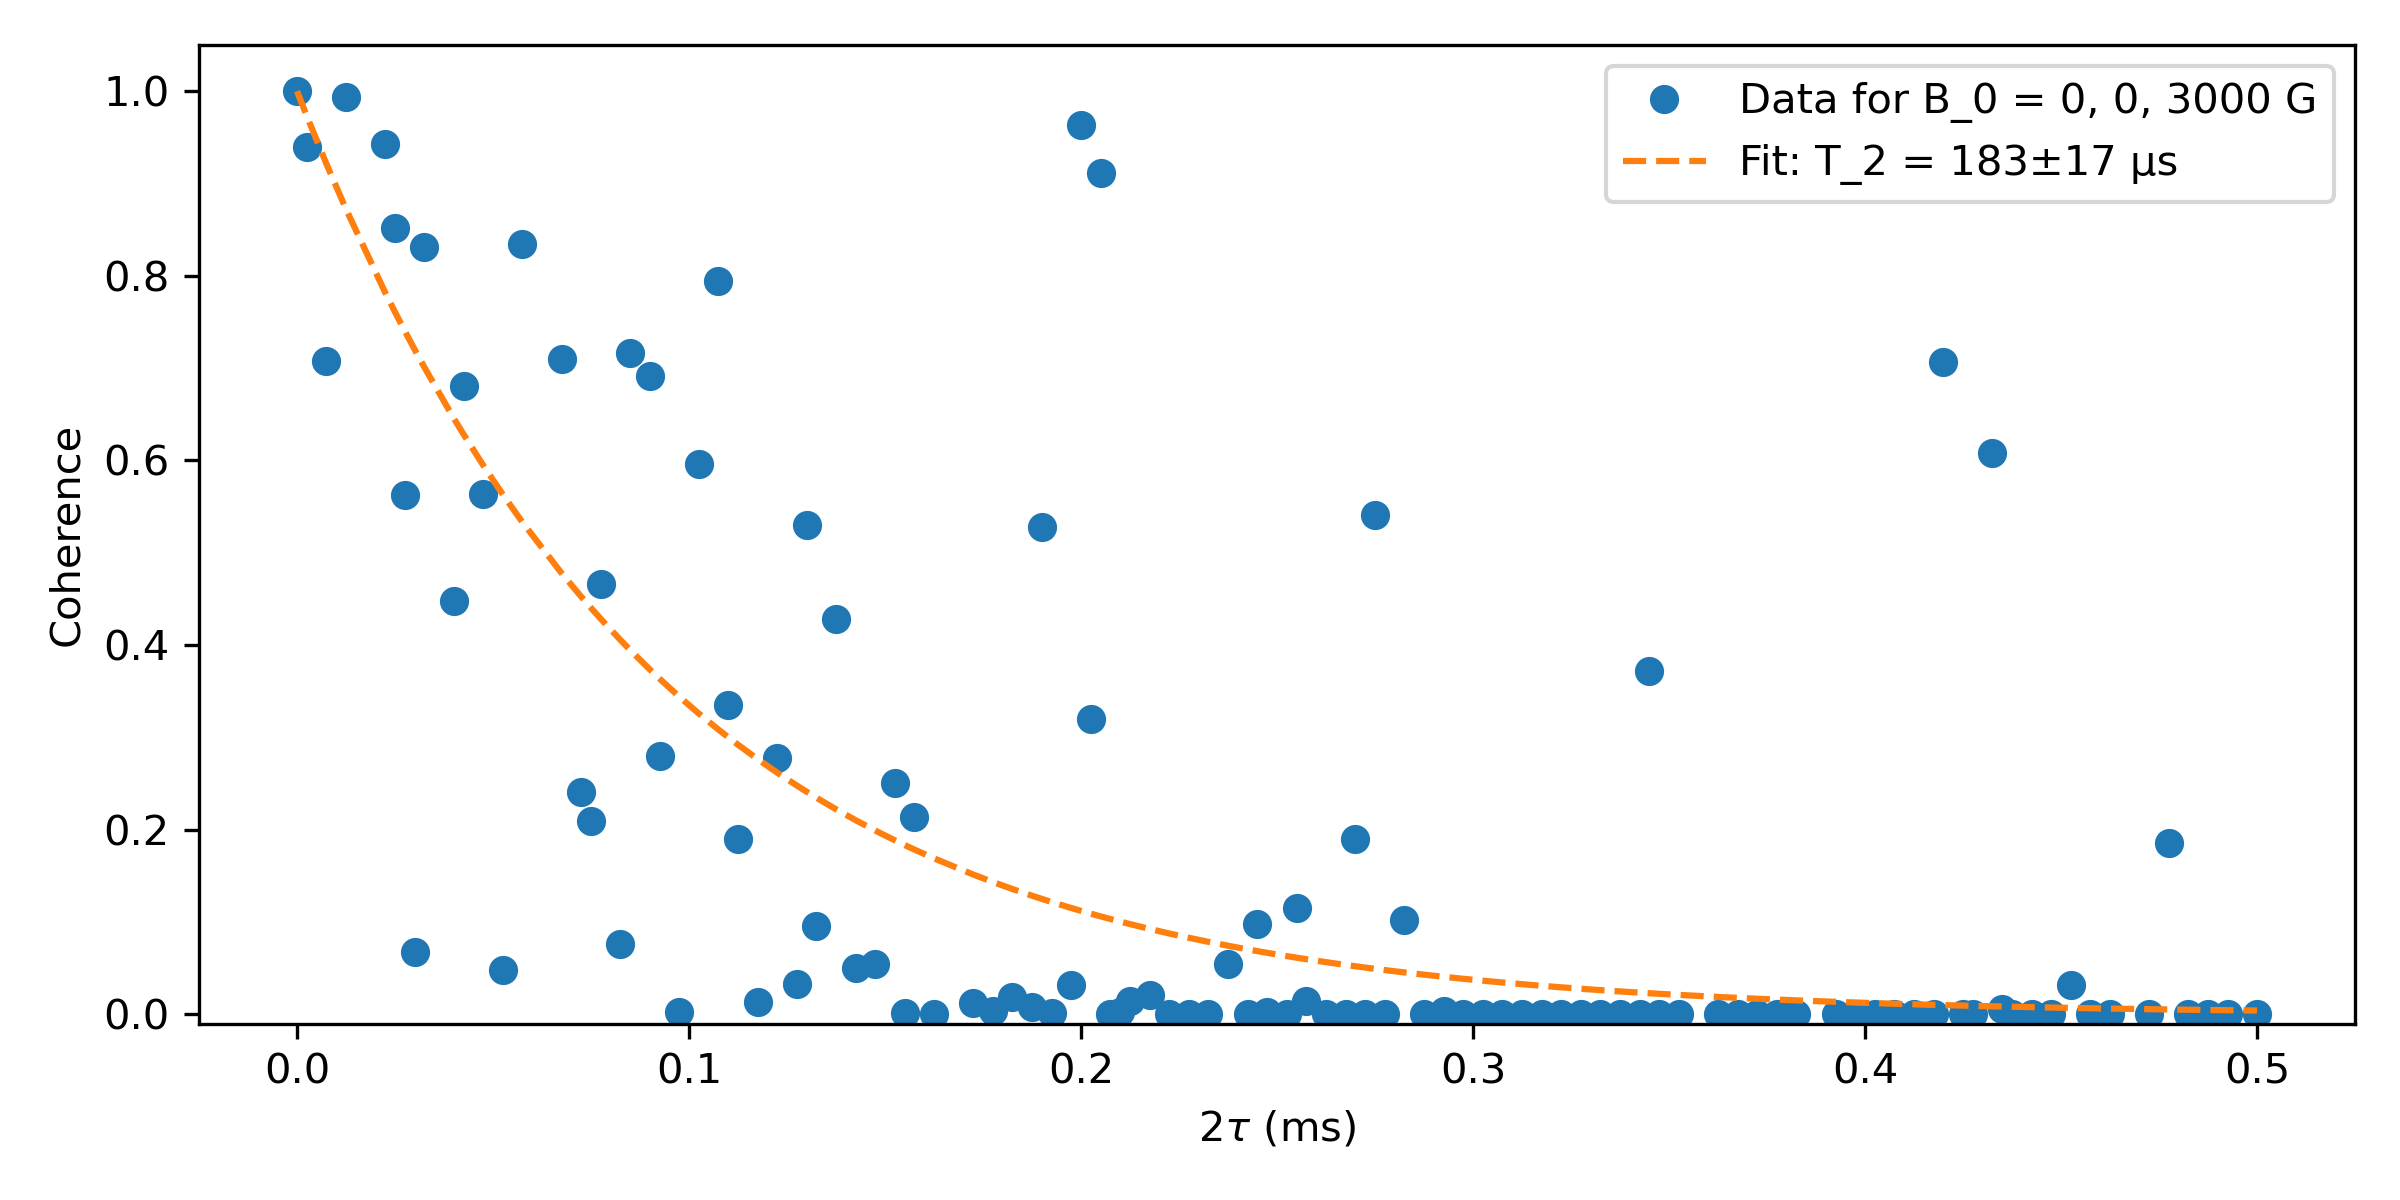 1.0
0.8
0.6
0.4
0.2
0.0
Coherence
Data for B_0 = 0, 0, 3000 G
Fit: T_2 = 183±17 µs
0.0 0.1 0.2 0.3 0.4 0.5
2τ (ms)